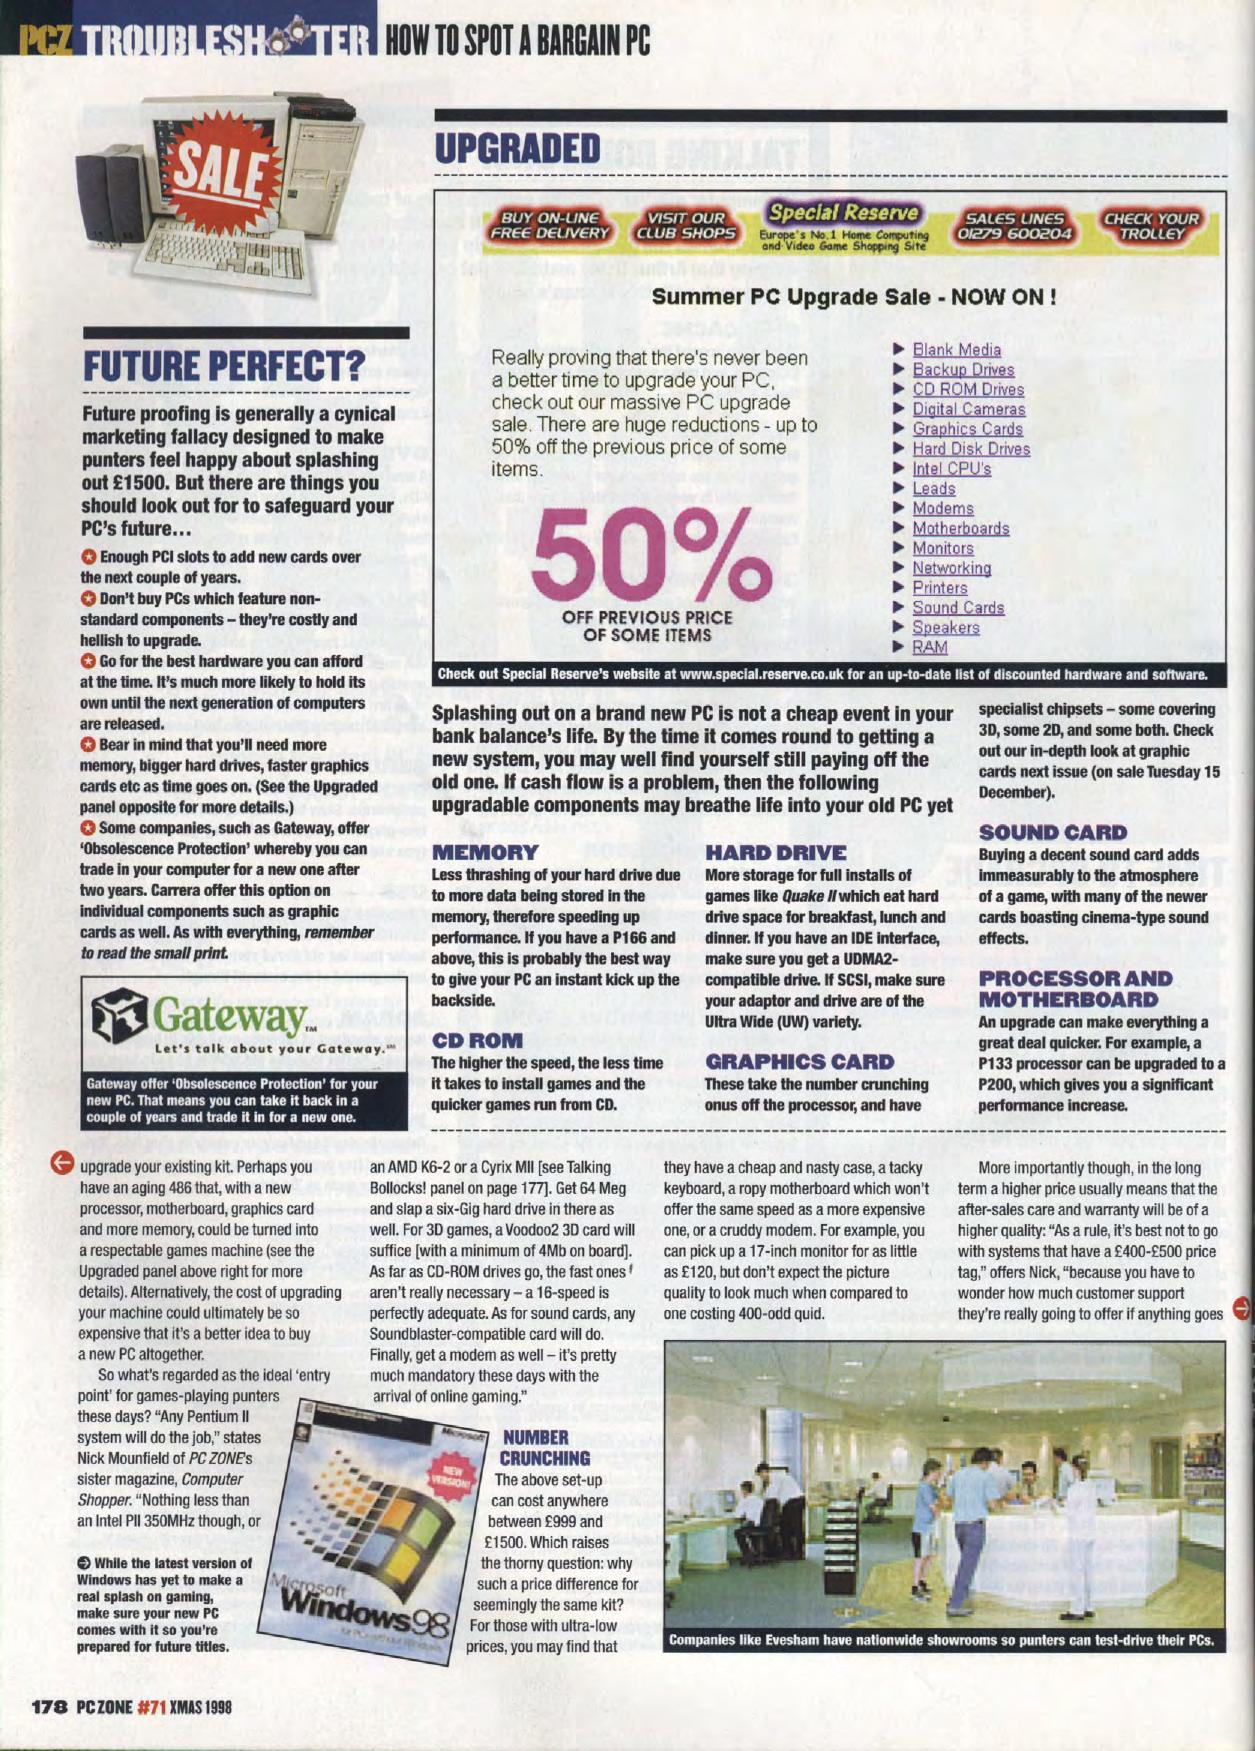 PCZ TROUBLESHOOTER HOW TO SPOT A BARGAIN PC
SALE
FUTURE PERFECT?
Future proofing is generally a cynical
marketing fallacy designed to make
punters feel happy about splashing
out £1500. But there are things you
should look out for to safeguard your
PC's future...
Enough PCI slots to add new cards over
the next couple of years.
Don't buy PCs which feature non-
standard components – they're costly and
hellish to upgrade.
Go for the best hardware you can afford
at the time. It's much more likely to hold its
own until the next generation of computers
are released.
Bear in mind that you'll need more
memory, bigger hard drives, faster graphics
cards etc as time goes on. (See the Upgraded
panel opposite for more details.)
Some companies, such as Gateway, offer
'Obsolescence Protection' whereby you can
trade in your computer for a new one after
two years. Carrera offer this option on
individual components such as graphic
cards as well. As with everything, remember
to read the small print.
Gateway™
Let's talk about your Gateway.℠
Gateway offer 'Obsolescence Protection' for your
new PC. That means you can take it back in a
couple of years and trade it in for a new one.
UPGRADED
BUY ON-LINE
FREE DELIVERY
VISIT OUR
CLUB SHOPS
Special Reserve
Europe's No.1 Home Computing
and Video Game Shopping Site
SALES LINES
01279 600204
CHECK YOUR
TROLLEY
Summer PC Upgrade Sale - NOW ON !
Really proving that there's never been
a better time to upgrade your PC,
check out our massive PC upgrade
sale. There are huge reductions - up to
50% off the previous price of some
items.
50%
OFF PREVIOUS PRICE
OF SOME ITEMS
Blank Media
Backup Drives
CD ROM Drives
Digital Cameras
Graphics Cards
Hard Disk Drives
Intel CPU's
Leads
Modems
Motherboards
Monitors
Networking
Printers
Sound Cards
Speakers
RAM
Check out Special Reserve's website at www.special.reserve.co.uk for an up-to-date list of discounted hardware and software.
Splashing out on a brand new PC is not a cheap event in your
bank balance's life. By the time it comes round to getting a
new system, you may well find yourself still paying off the
old one. If cash flow is a problem, then the following
upgradable components may breathe life into your old PC yet
MEMORY
Less thrashing of your hard drive due
to more data being stored in the
memory, therefore speeding up
performance. If you have a P166 and
above, this is probably the best way
to give your PC an instant kick up the
backside.
CD ROM
The higher the speed, the less time
it takes to install games and the
quicker games run from CD.
HARD DRIVE
More storage for full installs of
games like Quake II which eat hard
drive space for breakfast, lunch and
dinner. If you have an IDE interface,
make sure you get a UDMA2-
compatible drive. If SCSI, make sure
your adaptor and drive are of the
Ultra Wide (UW) variety.
GRAPHICS CARD
These take the number crunching
onus off the processor, and have
specialist chipsets – some covering
3D, some 2D, and some both. Check
out our in-depth look at graphic
cards next issue (on sale Tuesday 15
December).
SOUND CARD
Buying a decent sound card adds
immeasurably to the atmosphere
of a game, with many of the newer
cards boasting cinema-type sound
effects.
PROCESSOR AND
MOTHERBOARD
An upgrade can make everything a
great deal quicker. For example, a
P133 processor can be upgraded to a
P200, which gives you a significant
performance increase.
upgrade your existing kit. Perhaps you
have an aging 486 that, with a new
processor, motherboard, graphics card
and more memory, could be turned into
a respectable games machine (see the
Upgraded panel above right for more
details). Alternatively, the cost of upgrading
your machine could ultimately be so
expensive that it's a better idea to buy
a new PC altogether.
So what's regarded as the ideal 'entry
point' for games-playing punters
these days? “Any Pentium II
system will do the job,” states
Nick Mounfield of PC ZONE's
sister magazine, Computer
Shopper. “Nothing less than
an Intel PII 350MHz though, or
While the latest version of
Windows has yet to make a
real splash on gaming,
make sure your new PC
comes with it so you're
prepared for future titles.
an AMD K6-2 or a Cyrix MII [see Talking
Bollocks! panel on page 177]. Get 64 Meg
and slap a six-Gig hard drive in there as
well. For 3D games, a Voodoo2 3D card will
suffice [with a minimum of 4Mb on board].
As far as CD-ROM drives go, the fast ones
aren't really necessary – a 16-speed is
perfectly adequate. As for sound cards, any
Soundblaster-compatible card will do.
Finally, get a modem as well – it's pretty
much mandatory these days with the
arrival of online gaming.”
Microsoft
NEW
VERSION!
Microsoft
Windows 98
NUMBER
CRUNCHING
The above set-up
can cost anywhere
between £999 and
£1500. Which raises
the thorny question: why
such a price difference for
seemingly the same kit?
For those with ultra-low
prices, you may find that
they have a cheap and nasty case, a tacky
keyboard, a ropy motherboard which won't
offer the same speed as a more expensive
one, or a cruddy modem. For example, you
can pick up a 17-inch monitor for as little
as £120, but don't expect the picture
quality to look much when compared to
one costing 400-odd quid.
More importantly though, in the long
term a higher price usually means that the
after-sales care and warranty will be of a
higher quality: “As a rule, it's best not to go
with systems that have a £400-£500 price
tag,” offers Nick, “because you have to
wonder how much customer support
they're really going to offer if anything goes
Companies like Evesham have nationwide showrooms so punters can test-drive their PCs.
178 PC ZONE #71 XMAS 1998